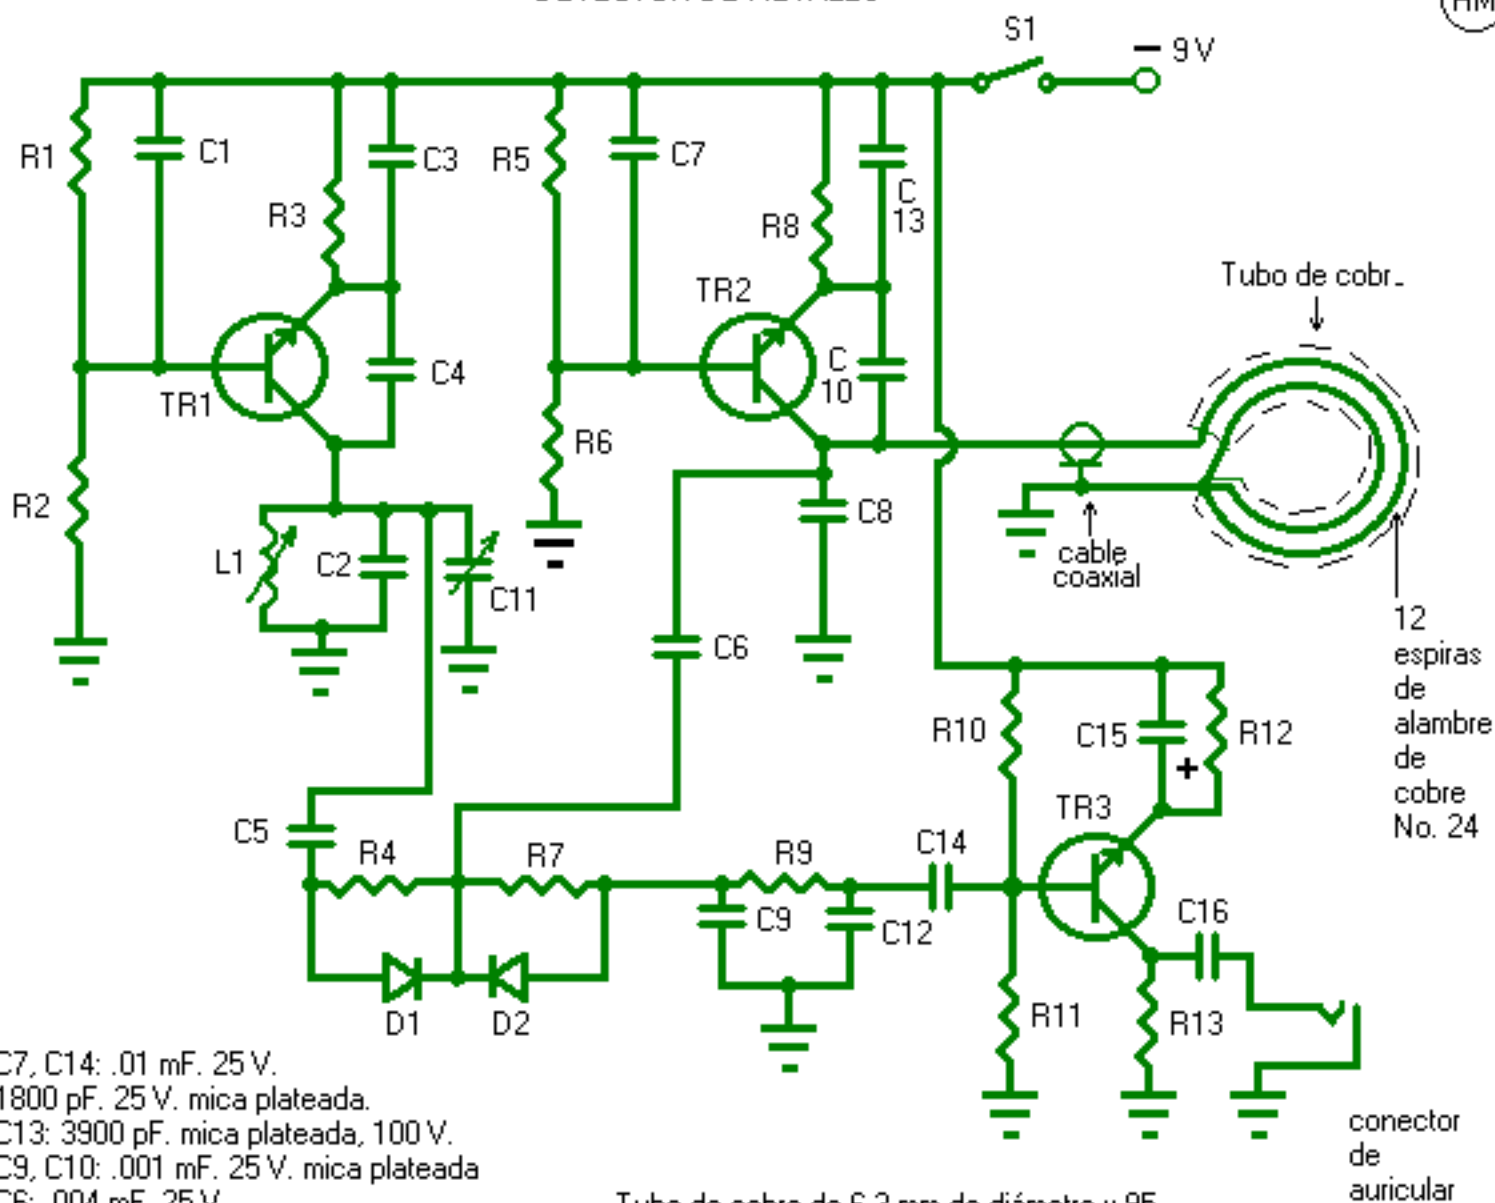 S1
9V
R1
C1
C3
R5
C7
R3
R8
C
13
Tubo de cobr
TR2
C4
C
10
TR1
R6
R2
C8
L1
C2
C11
cable
coaxial
C6
12
espiras
de
alambre
de
cobre
No. 24
R10
C15
R12
+
TR3
C5
R4
R7
R9
C14
C9
C12
C16
D1
D2
R11
R13
C7, C14: .01 mF. 25 V.
1800 pF. 25 V. mica plateada.
C13: 3900 pF. mica plateada, 100 V.
C9, C10: .001 mF. 25 V. mica plateada
conector
de
auricular